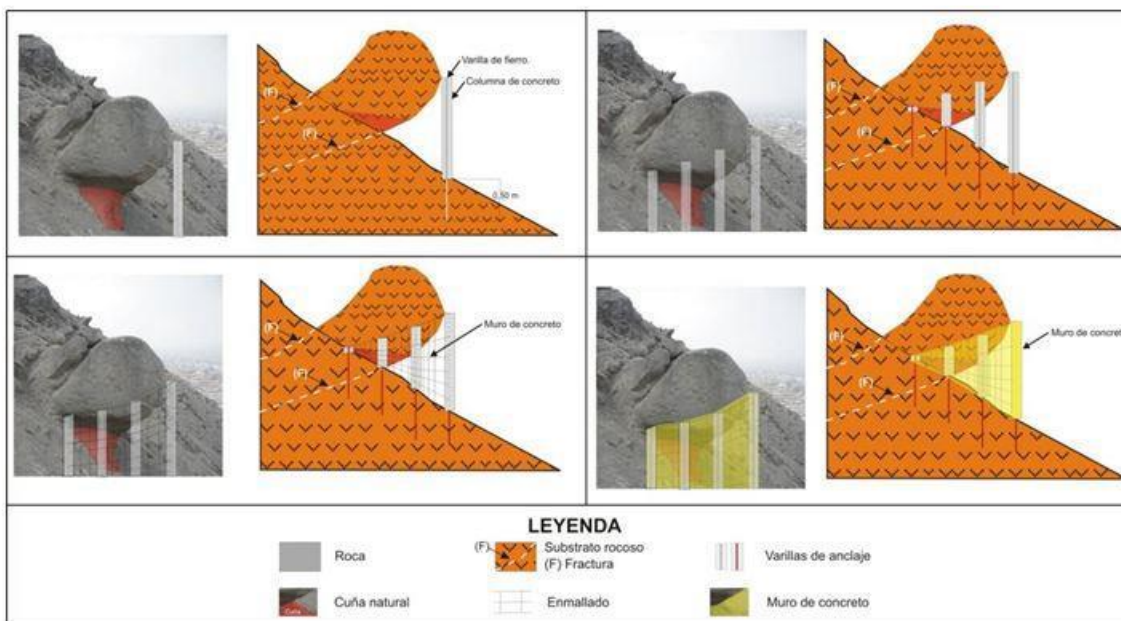 (F)
(F)
Varilla de fierro.
Columna de concreto
0,50 m
(F)
(F)
(F)
(F)
Muro de concreto
(F)
(F)
Muro de concret
LEYENDA
Roca
(F)
Substrato rocoso
(F) Fractura
Varillas de anclaje
Cuña
Cuña natural
Enmallado
Muro de concreto